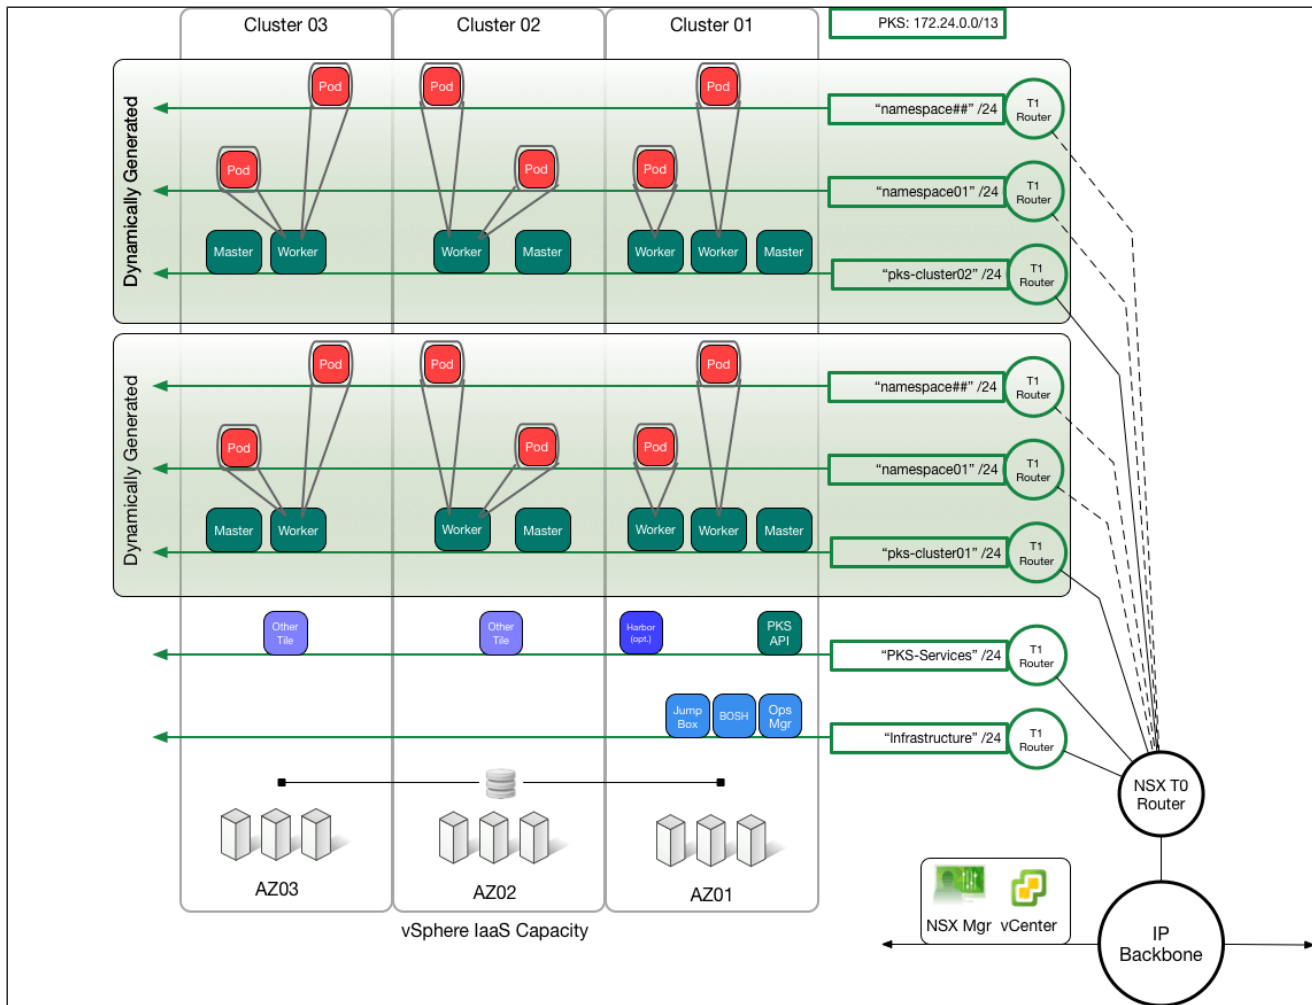 Cluster 03
Cluster 02
Cluster 01
PKS: 172.24.0.0/13
Dynamically Generated
Pod
Pod
Pod
"namespace##" /24
T1
Router
Pod
Pod
Pod
"namespace01" /24
T1
Router
Master
Worker
Worker
Master
Worker
Worker
Master
"pks-cluster02" /24
T1
Router
Dynamically Generated
Pod
Pod
Pod
"namespace##" /24
T1
Router
Pod
Pod
Pod
"namespace01" /24
T1
Router
Master
Worker
Worker
Master
Worker
Worker
Master
"pks-cluster01" /24
T1
Router
Other
Tile
Other
Tile
Harbor
(opt.)
PKS
API
"PKS-Services" /24
T1
Router
Jump
Box
BOSH
Ops
Mgr
"Infrastructure" /24
T1
Router
NSX T0
Router
AZ03
AZ02
AZ01
vSphere IaaS Capacity
NSX Mgr
vCenter
IP
Backbone